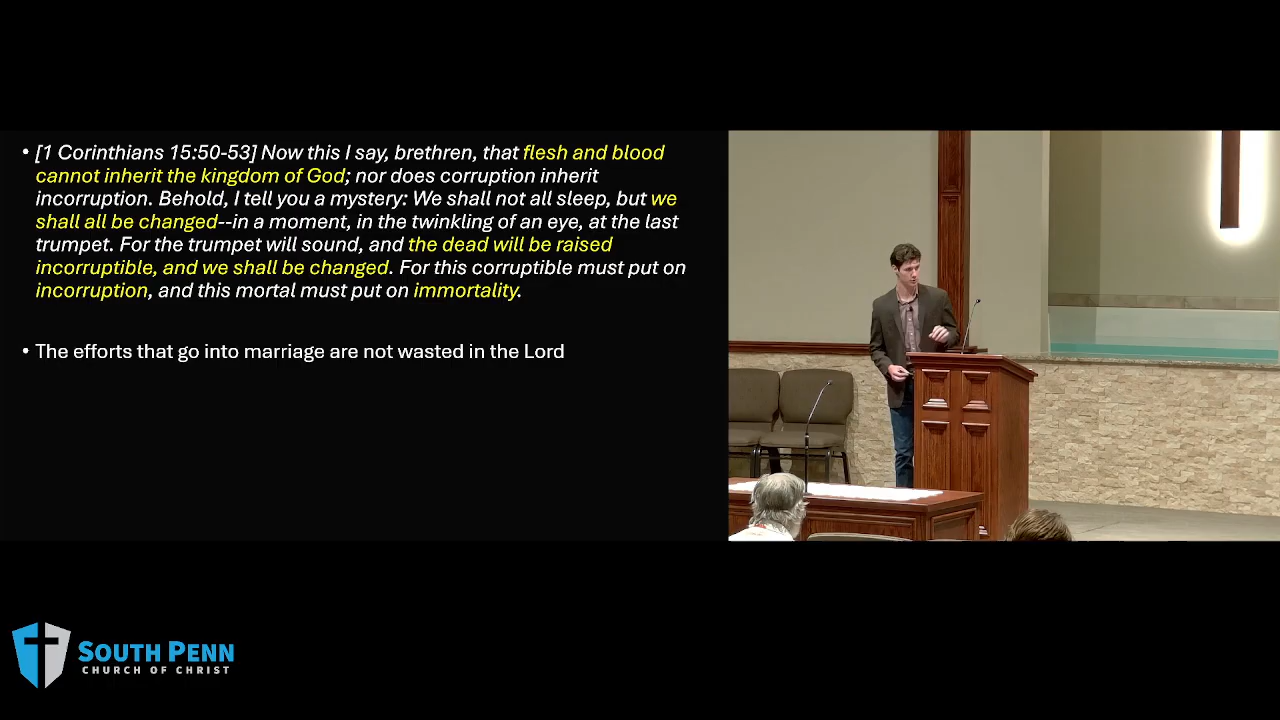 • [1 Corinthians 15:50-53] Now this I say, brethren, that flesh and blood
cannot inherit the kingdom of God; nor does corruption inherit
incorruption. Behold, I tell you a mystery: We shall not all sleep, but we
shall all be changed--in a moment, in the twinkling of an eye, at the last
trumpet. For the trumpet will sound, and the dead will be raised
incorruptible, and we shall be changed. For this corruptible must put on
incorruption, and this mortal must put on immortality.
• The efforts that go into marriage are not wasted in the Lord
SOUTH PENN
CHURCH OF CHRIST